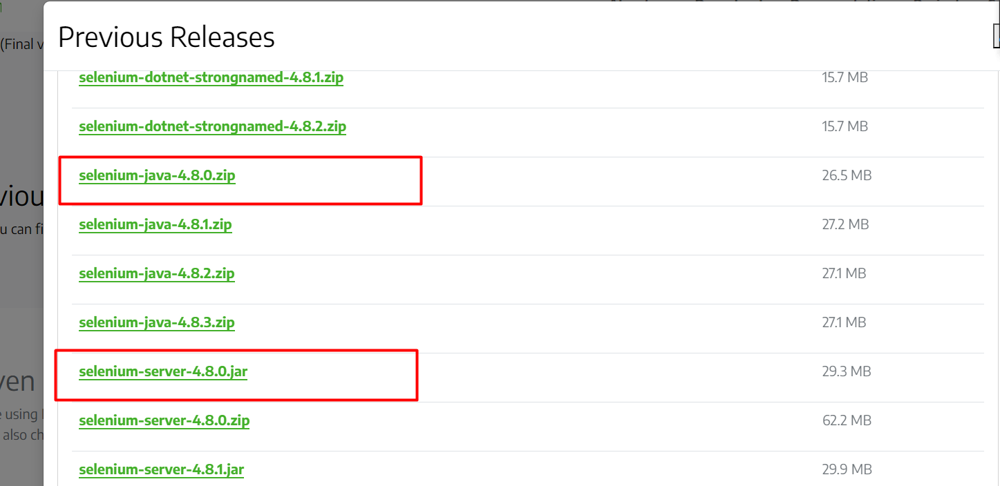 Previous Releases
(Final v
selenium-dotnet-strongnamed-4.8.1.zip 15.7 MB
selenium-dotnet-strongnamed-4.8.2.zip 15.7 MB
selenium-java-4.8.0.zip 26.5 MB
viou
selenium-java-4.8.1.zip 27.2 MB
u can fi
selenium-java-4.8.2.zip 27.1 MB
selenium-java-4.8.3.zip 27.1 MB
selenium-server-4.8.0.jar 29.3 MB
ven
e using
selenium-server-4.8.0.zip 62.2 MB
also ch
selenium-server-4.8.1.jar 29.9 MB